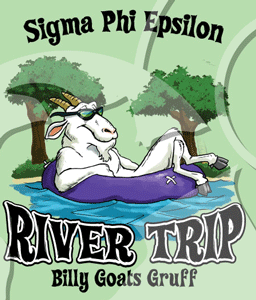 Sigma Phi Epsilon
RIVER TRIP
Billy Goats Gruff